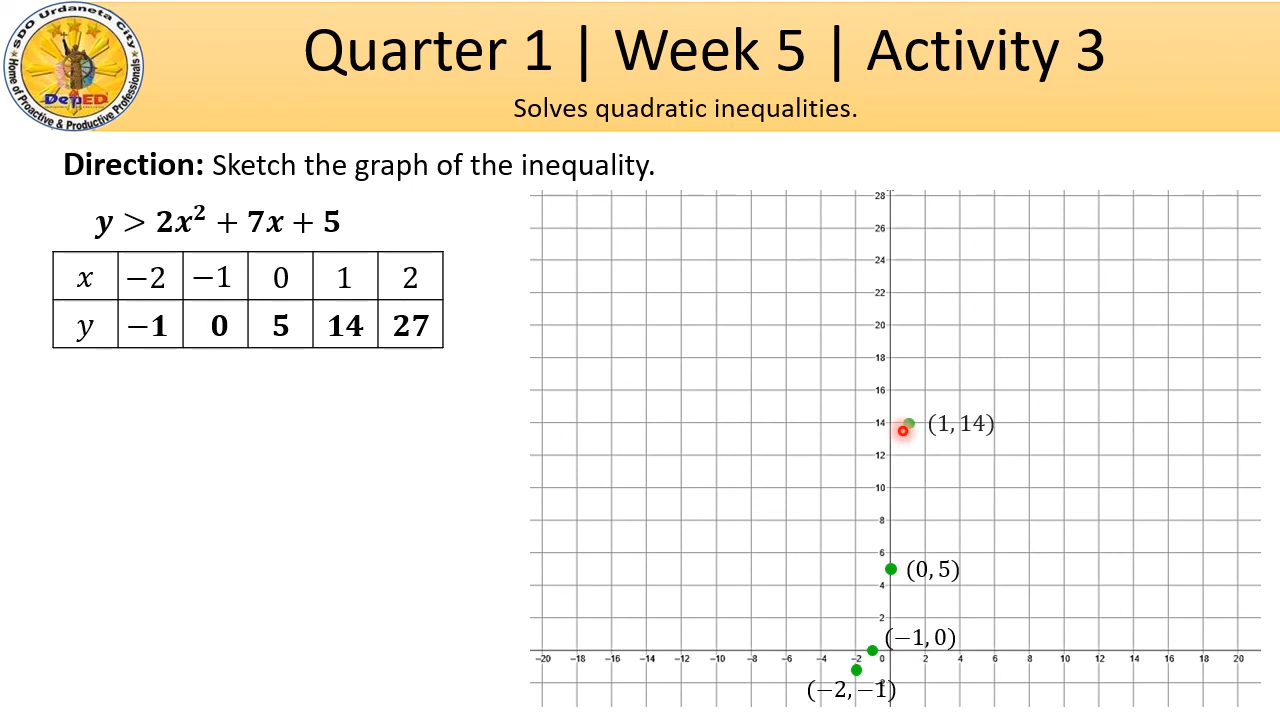 SDO Urdaneta City
DepED
Home of Proactive & Productive Professionals
Quarter 1 | Week 5 | Activity 3
Solves quadratic inequalities.
Direction: Sketch the graph of the inequality.
y > 2x² + 7x + 5
x −2 −1 0 1 2
y −1 0 5 14 27
28
26
24
22
20
18
16
14 (1, 14)
12
10
8
6
(0, 5)
4
2
(−1, 0)
−20 −18 −16 −14 −12 −10 −8 −6 −4 −2 0 2 4 6 8 10 12 14 16 18 20
(−2, −1)